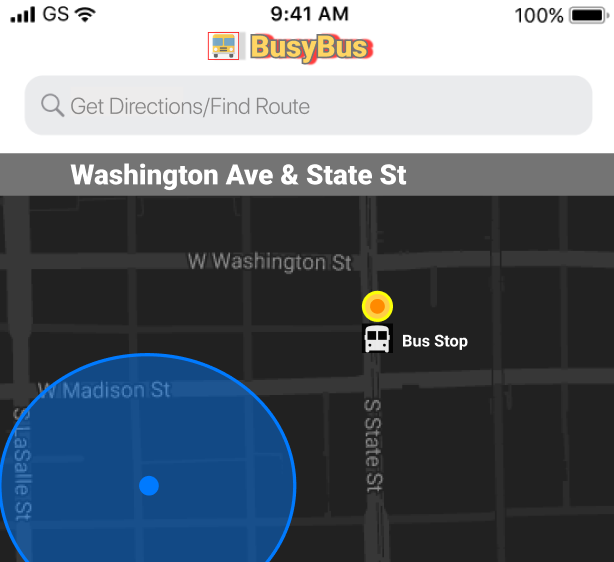 GS 9:41 AM 100%
BusyBus
Get Directions/Find Route
Washington Ave & State St
W Washington St
Bus Stop
W Madison St
S LaSalle St
S State St